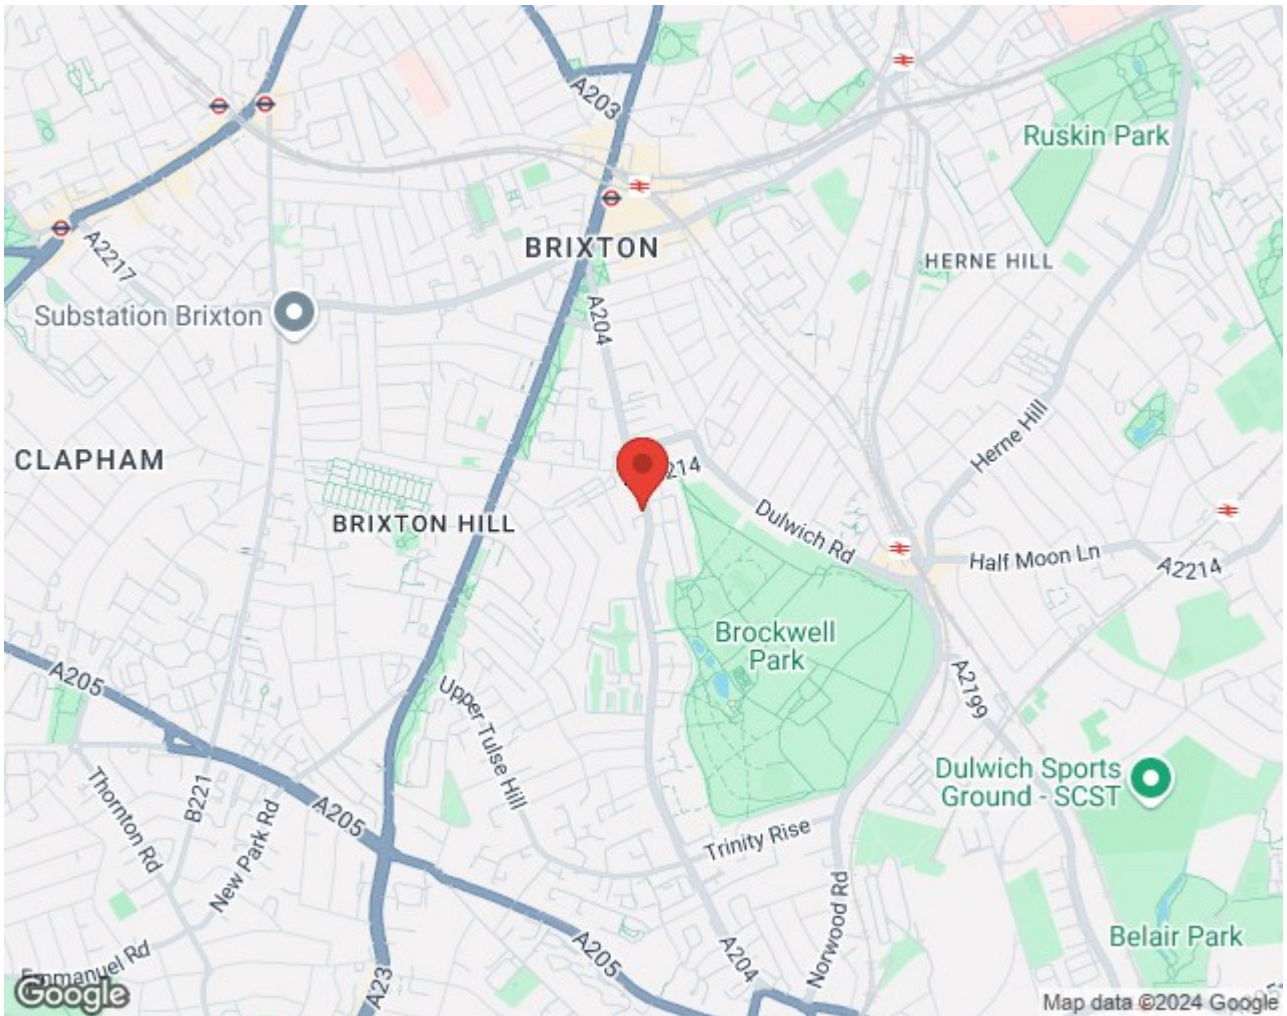 A203
Ruskin Park
BRIXTON
A2217
HERNE HILL
Substation Brixton
A204
Herne Hill
CLAPHAM
214
BRIXTON HILL
Dulwich Rd
Half Moon Ln
A2214
Brockwell
Park
A205
A2199
Upper Tulse Hill
Dulwich Sports
Ground - SCST
Thornton Rd
B221
New Park Rd
A205
Trinity Rise
Norwood Rd
Belair Park
A205
A204
Emmanuel Rd
A23
Google
Map data ©2024 Google